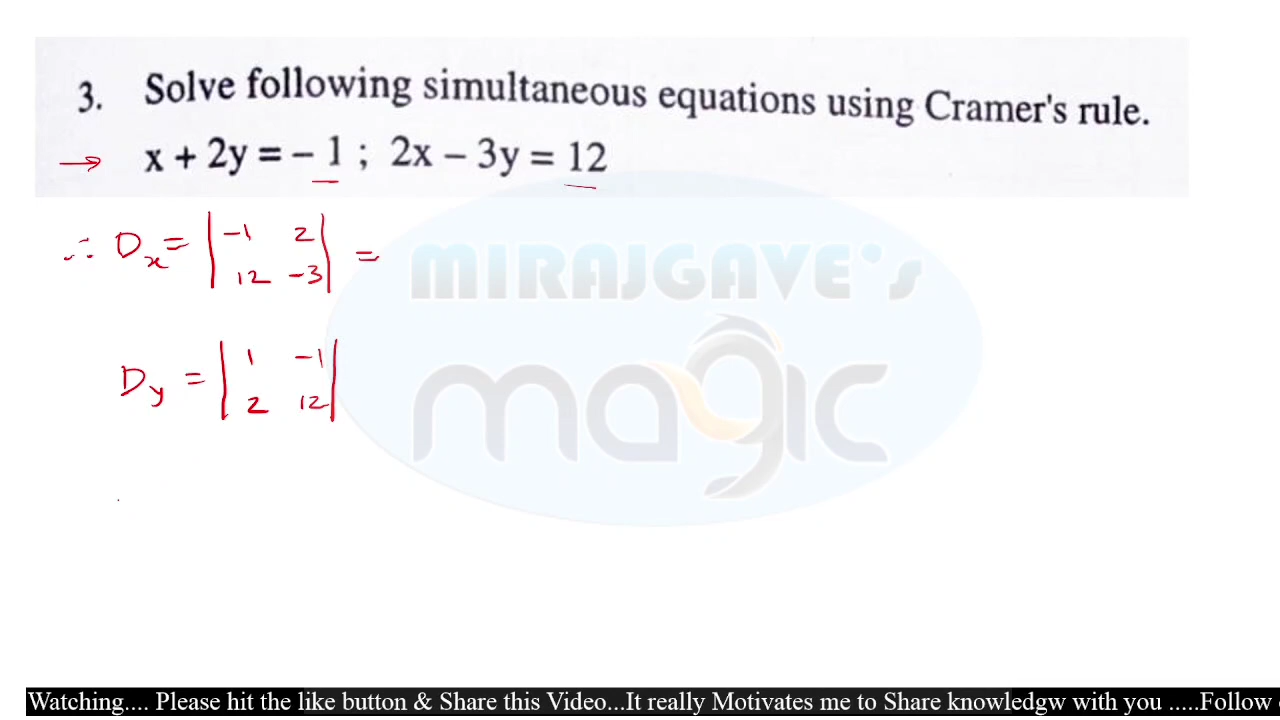 3. Solve following simultaneous equations using Cramer's rule.
→ x + 2y = – 1 ; 2x – 3y = 12
∴ Dx = | -1 2 | =
| 12 -3 |
MIRAJGAVE's
magic
Dy = | 1 -1 |
| 2 12 |
Watching.... Please hit the like button & Share this Video...It really Motivates me to Share knowledgw with you .....Follow